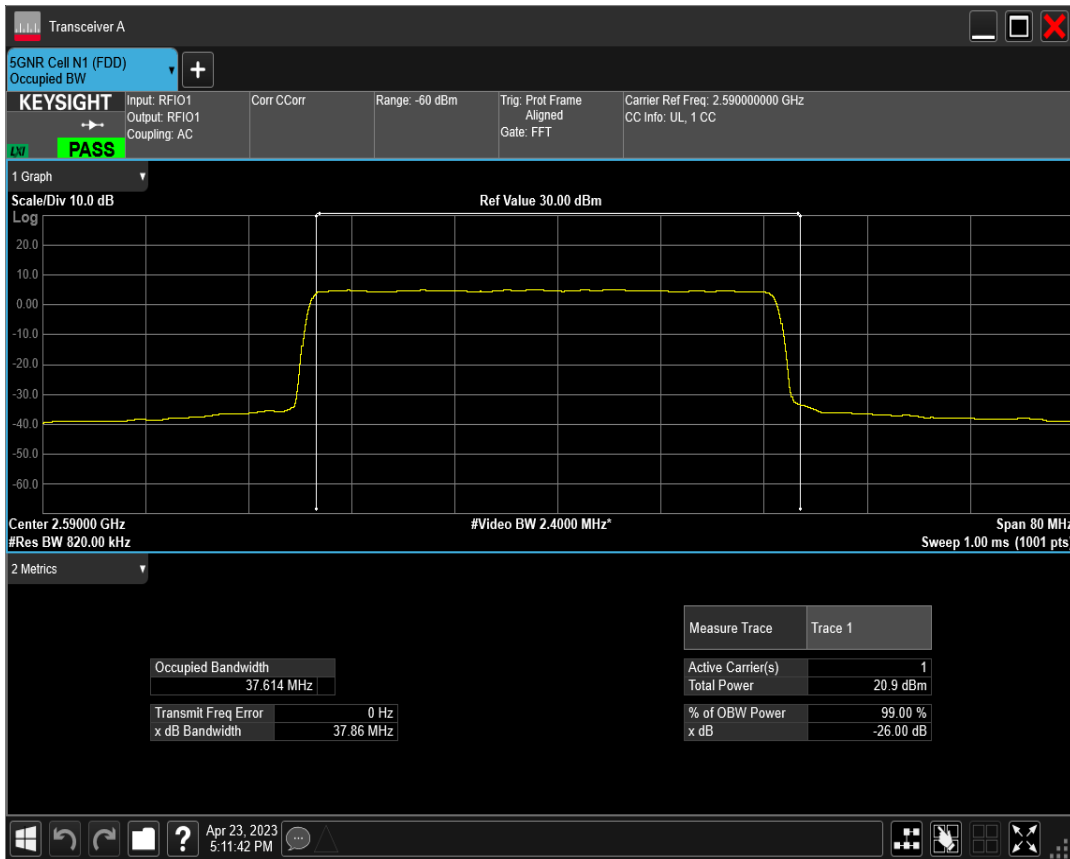 Transceiver A
5GNR Cell N1 (FDD)
Occupied BW
KEYSIGHT
LXI
PASS
Input: RFIO1
Output: RFIO1
Coupling: AC
Corr CCorr
Range: -60 dBm
Trig: Prot Frame
Aligned
Gate: FFT
Carrier Ref Freq: 2.590000000 GHz
CC Info: UL, 1 CC
1 Graph
Scale/Div 10.0 dB
Ref Value 30.00 dBm
Log
20.0
10.0
0.00
-10.0
-20.0
-30.0
-40.0
-50.0
-60.0
Center 2.59000 GHz
#Video BW 2.4000 MHz*
Span 80 MHz
#Res BW 820.00 kHz
Sweep 1.00 ms (1001 pts)
2 Metrics
Measure Trace Trace 1
Occupied Bandwidth
37.614 MHz
Active Carrier(s) 1
Total Power 20.9 dBm
Transmit Freq Error 0 Hz
x dB Bandwidth 37.86 MHz
% of OBW Power 99.00 %
x dB -26.00 dB
?
Apr 23, 2023
5:11:42 PM